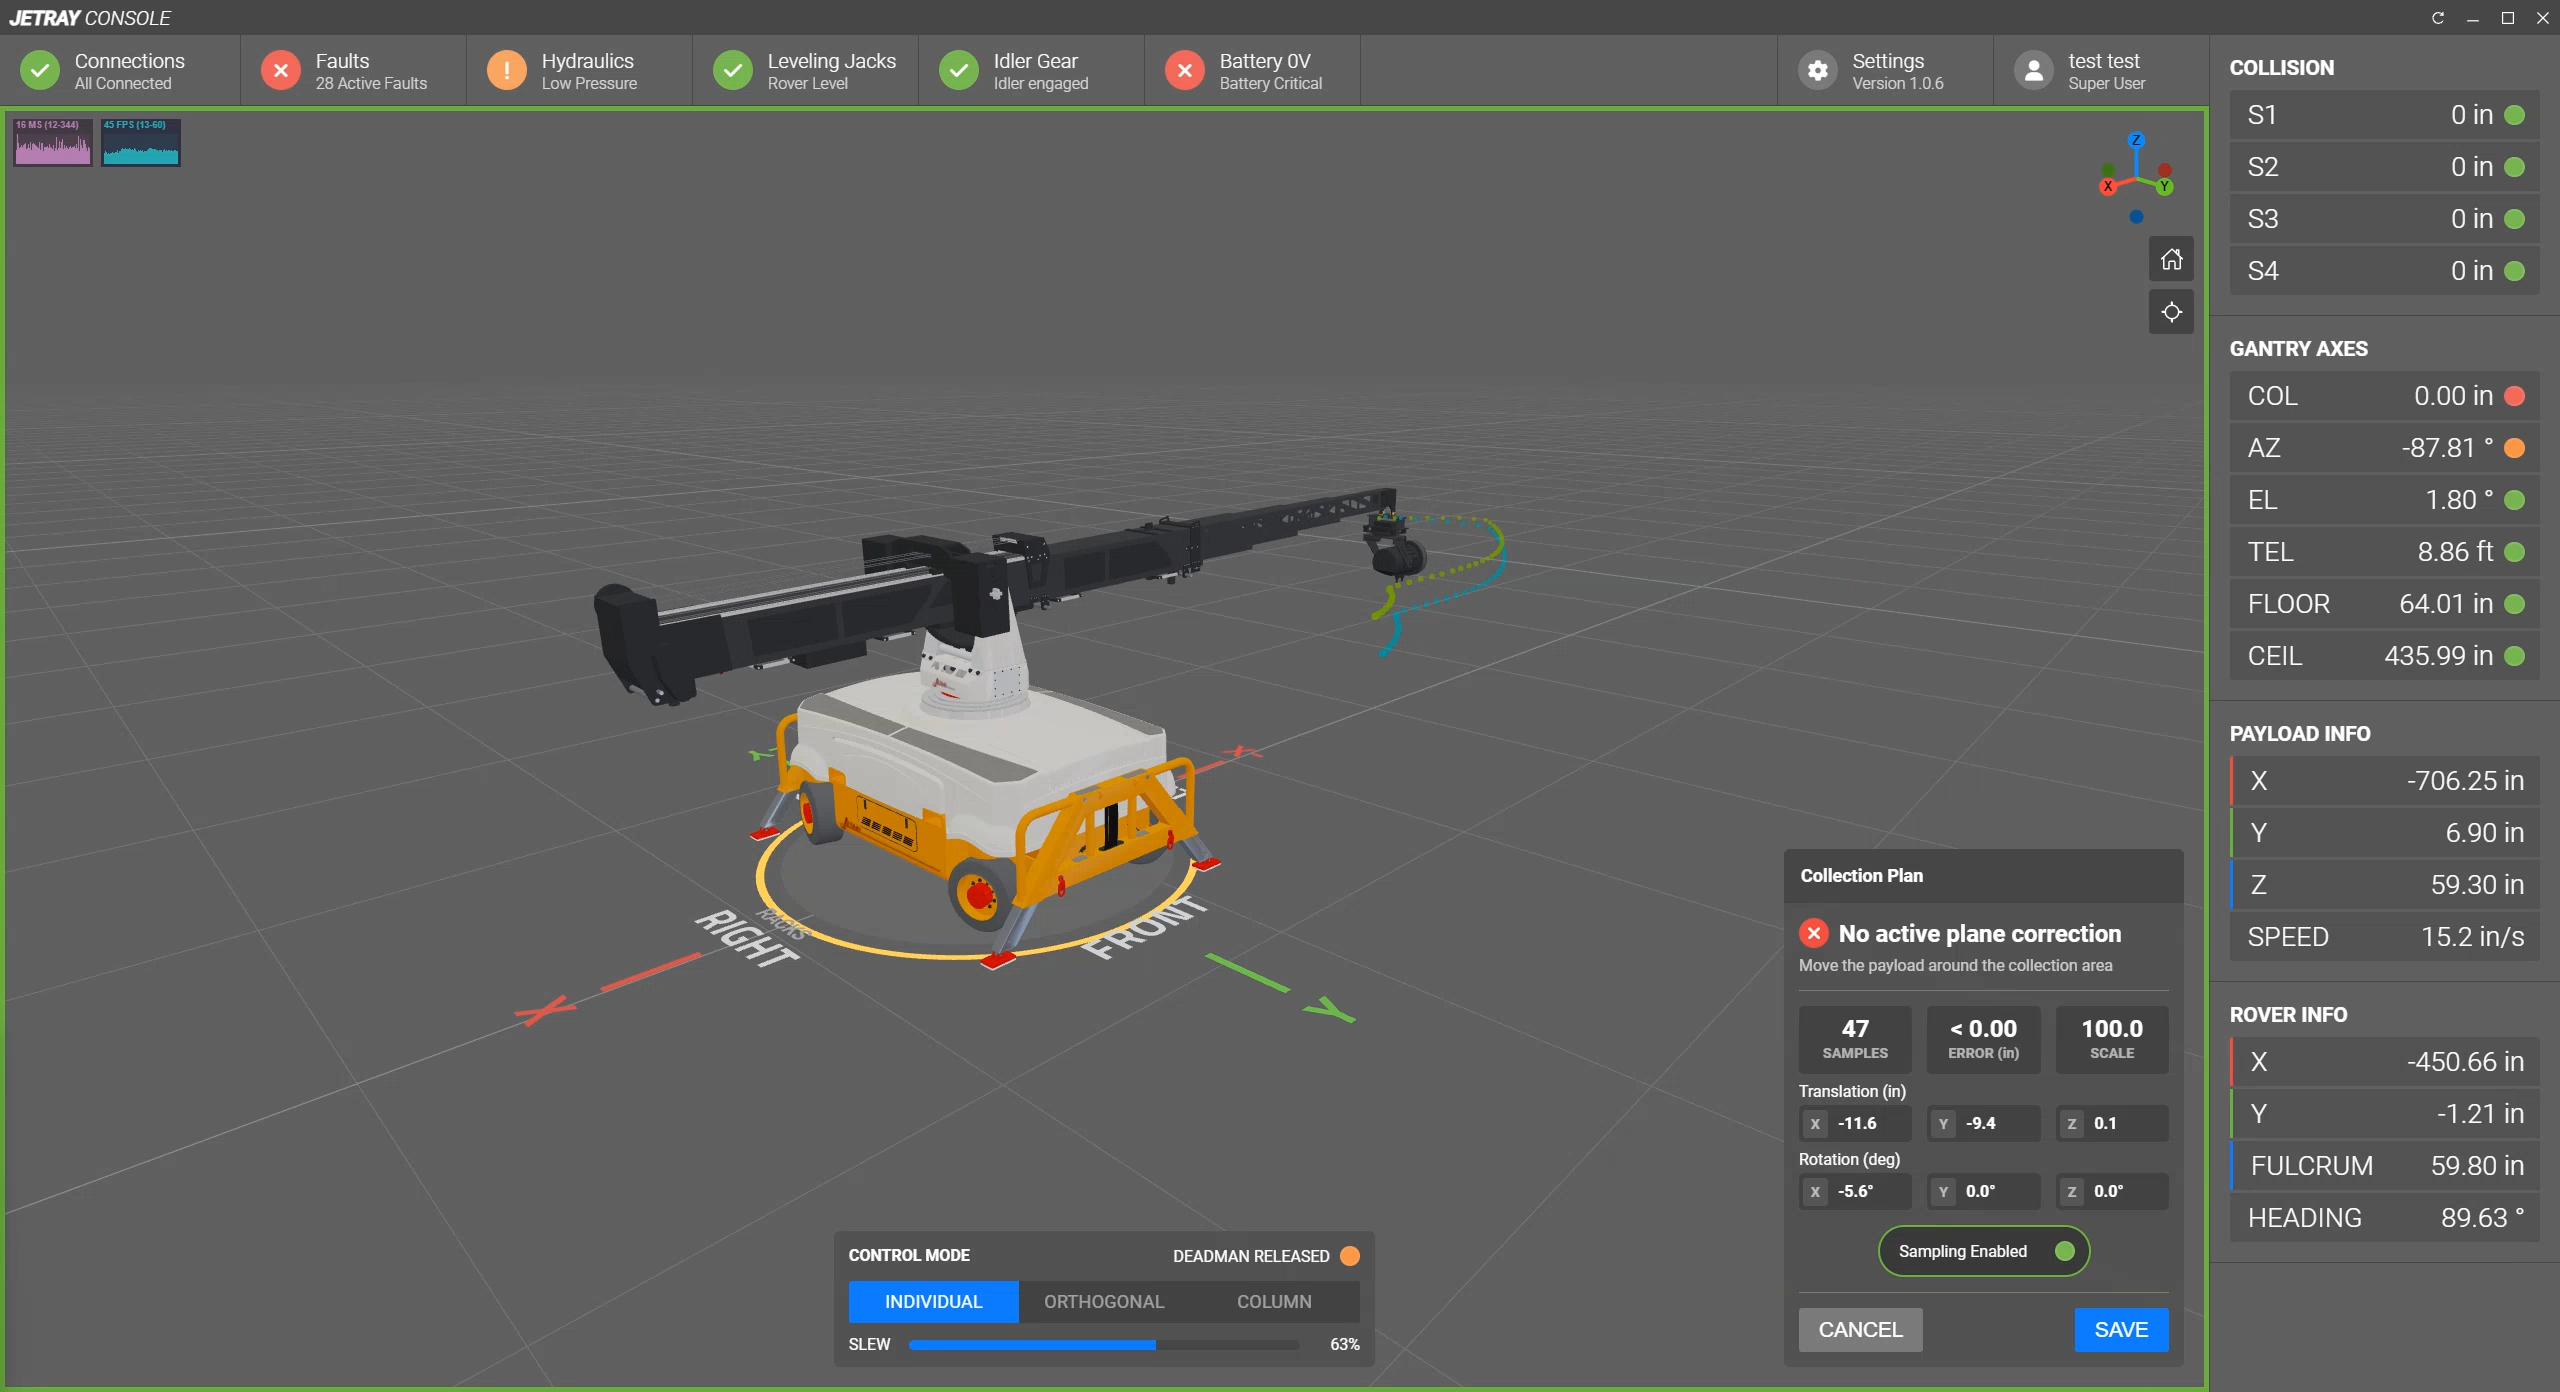 JETRAY CONSOLE
Connections
All Connected
Faults
28 Active Faults
Hydraulics
Low Pressure
Leveling Jacks
Rover Level
Idler Gear
Idler engaged
Battery 0V
Battery Critical
Settings
Version 1.0.6
test test
Super User
16 MS (12-344)
45 FPS (13-60)
Z
X
Y
COLLISION
S1 0 in
S2 0 in
S3 0 in
S4 0 in
GANTRY AXES
COL 0.00 in
AZ -87.81 °
EL 1.80 °
TEL 8.86 ft
FLOOR 64.01 in
CEIL 435.99 in
PAYLOAD INFO
X -706.25 in
Y 6.90 in
Z 59.30 in
SPEED 15.2 in/s
ROVER INFO
X -450.66 in
Y -1.21 in
FULCRUM 59.80 in
HEADING 89.63 °
Y
X
RACKS
RIGHT
FRONT
X
Y
Collection Plan
No active plane correction
Move the payload around the collection area
47
SAMPLES
< 0.00
ERROR (in)
100.0
SCALE
Translation (in)
X -11.6 Y -9.4 Z 0.1
Rotation (deg)
X -5.6° Y 0.0° Z 0.0°
Sampling Enabled
CANCEL SAVE
CONTROL MODE DEADMAN RELEASED
INDIVIDUAL ORTHOGONAL COLUMN
SLEW 63%